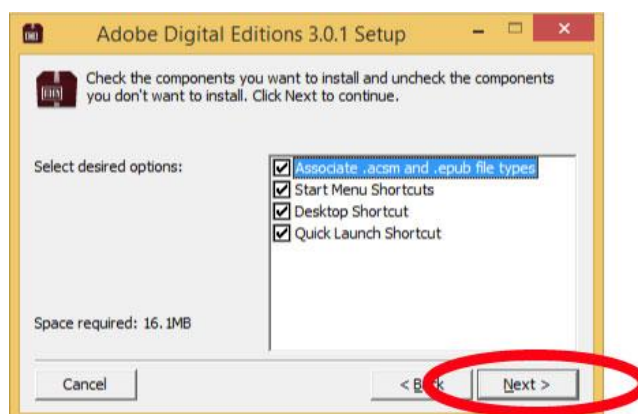 Adobe Digital Editions 3.0.1 Setup
Check the components you want to install and uncheck the components
you don't want to install. Click Next to continue.
Select desired options:
Associate .acsm and .epub file types
Start Menu Shortcuts
Desktop Shortcut
Quick Launch Shortcut
Space required: 16.1MB
Cancel
< Back
Next >